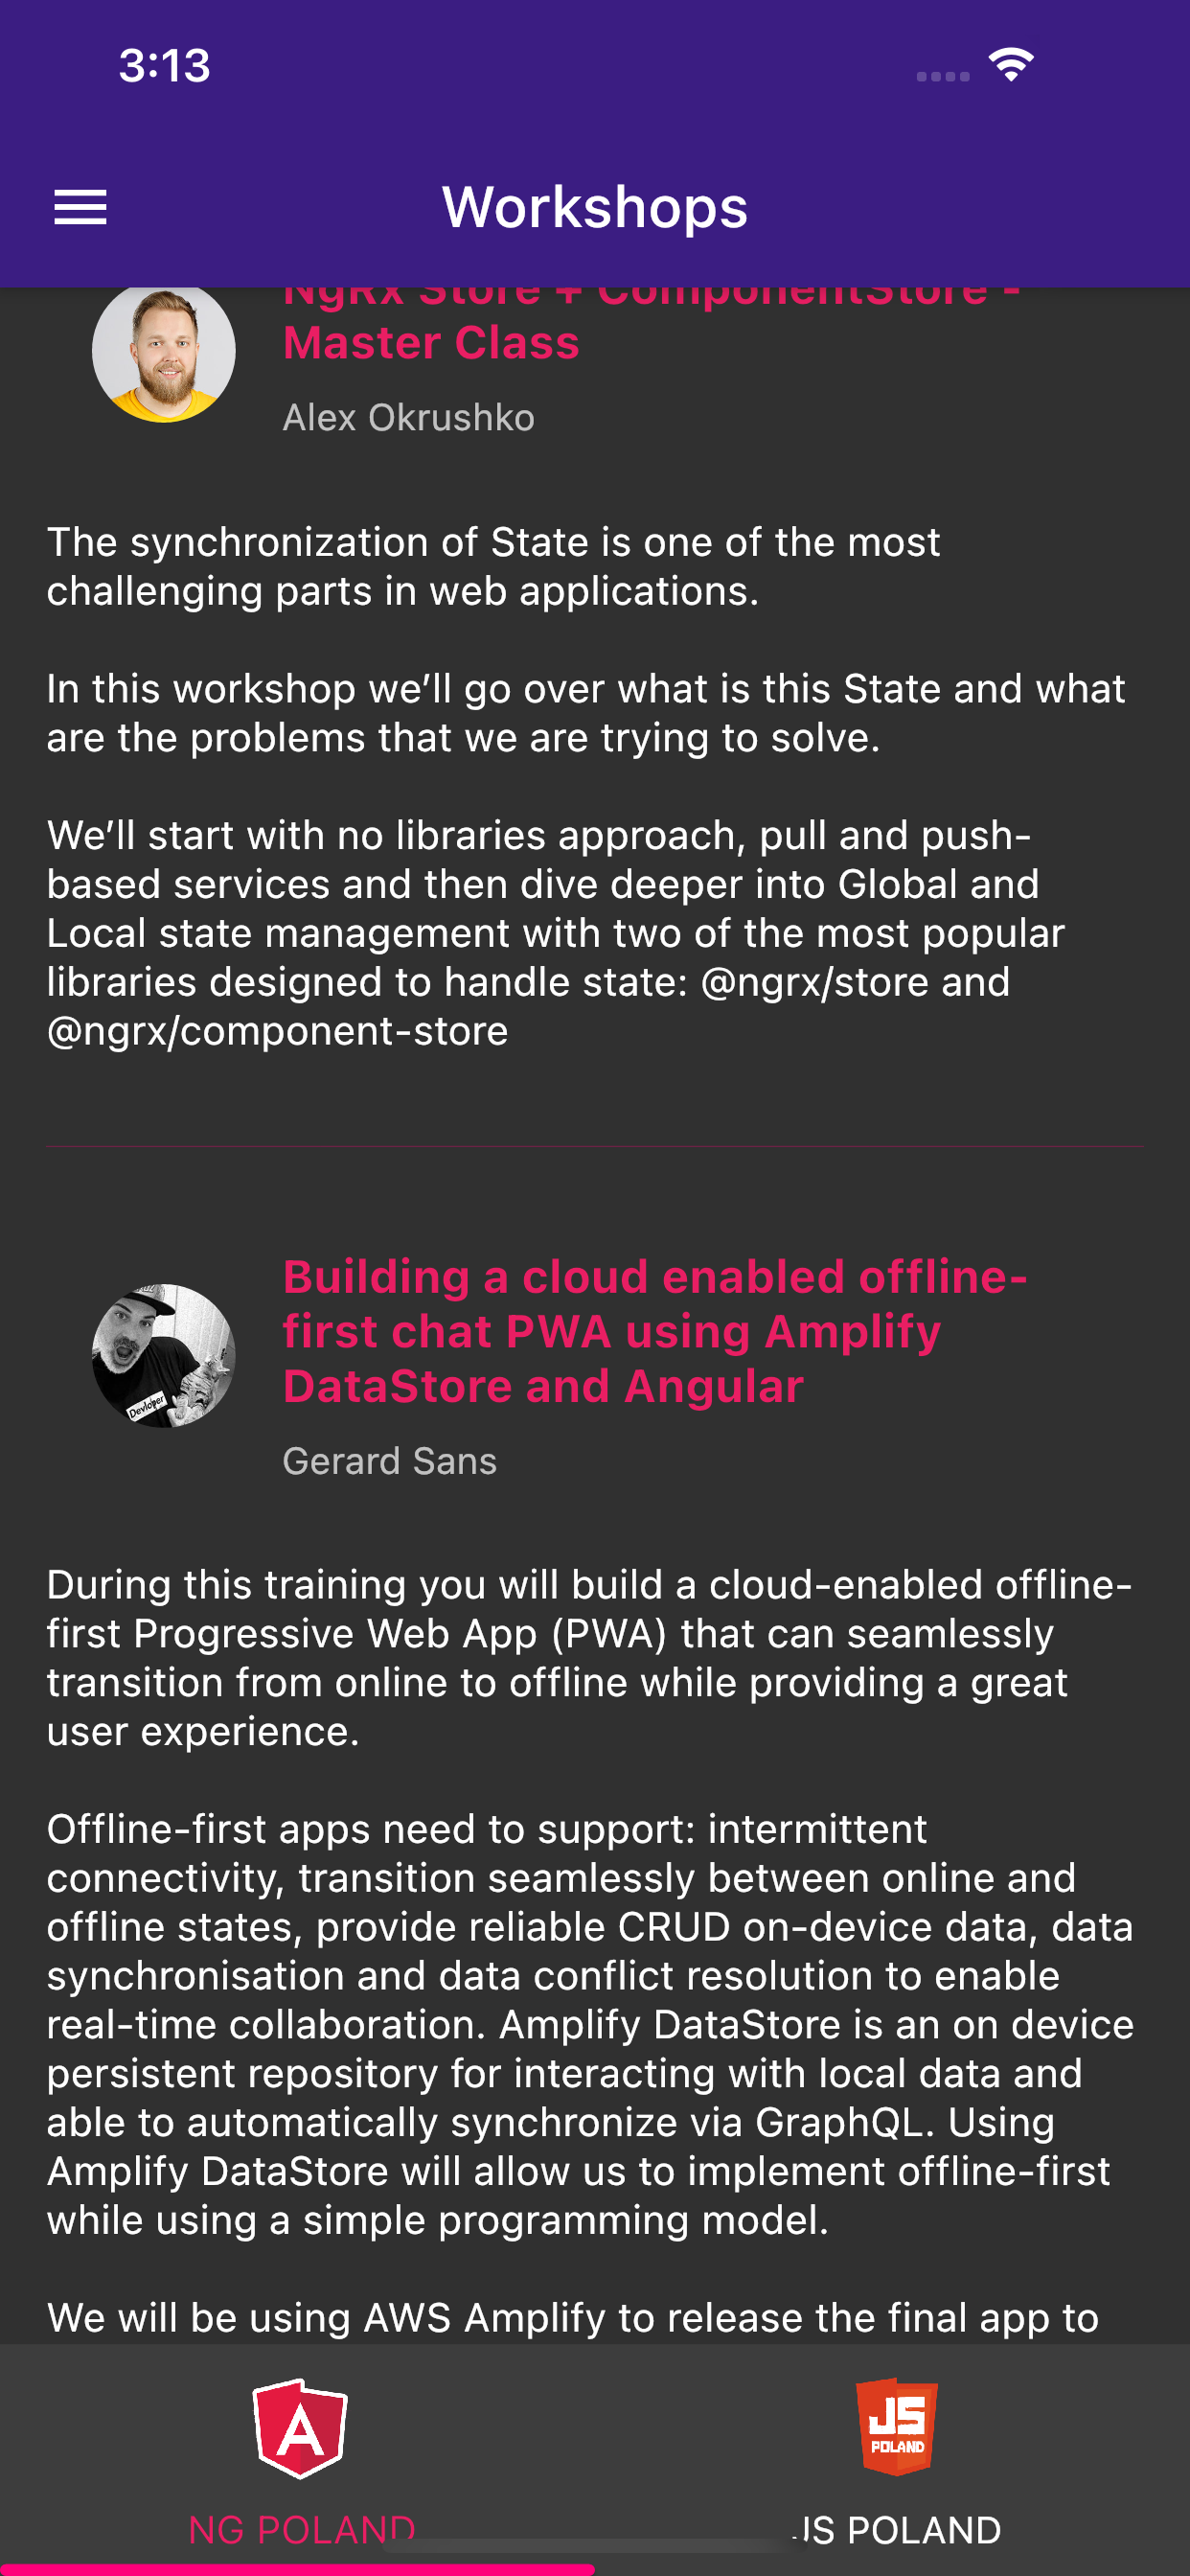 3:13
Workshops
NgRx Store + ComponentStore -
Master Class
Alex Okrushko
The synchronization of State is one of the most
challenging parts in web applications.
In this workshop we’ll go over what is this State and what
are the problems that we are trying to solve.
We’ll start with no libraries approach, pull and push-
based services and then dive deeper into Global and
Local state management with two of the most popular
libraries designed to handle state: @ngrx/store and
@ngrx/component-store
Building a cloud enabled offline-
first chat PWA using Amplify
DataStore and Angular
Devloper
Gerard Sans
During this training you will build a cloud-enabled offline-
first Progressive Web App (PWA) that can seamlessly
transition from online to offline while providing a great
user experience.
Offline-first apps need to support: intermittent
connectivity, transition seamlessly between online and
offline states, provide reliable CRUD on-device data, data
synchronisation and data conflict resolution to enable
real-time collaboration. Amplify DataStore is an on device
persistent repository for interacting with local data and
able to automatically synchronize via GraphQL. Using
Amplify DataStore will allow us to implement offline-first
while using a simple programming model.
We will be using AWS Amplify to release the final app to
A
JS
POLAND
NG POLAND
JS POLAND